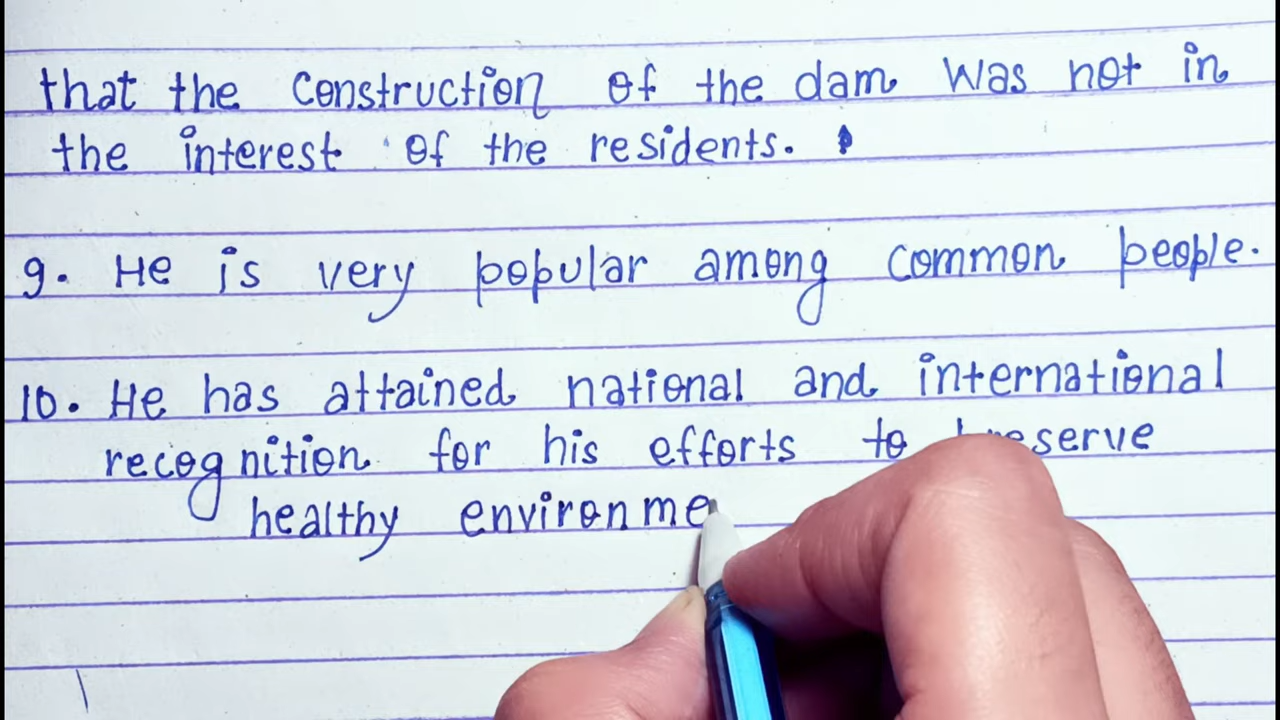 that the construction of the dam was not in
the interest of the residents.
9. He is very popular among common people.
10. He has attained national and international
recognition for his efforts to
healthy environme